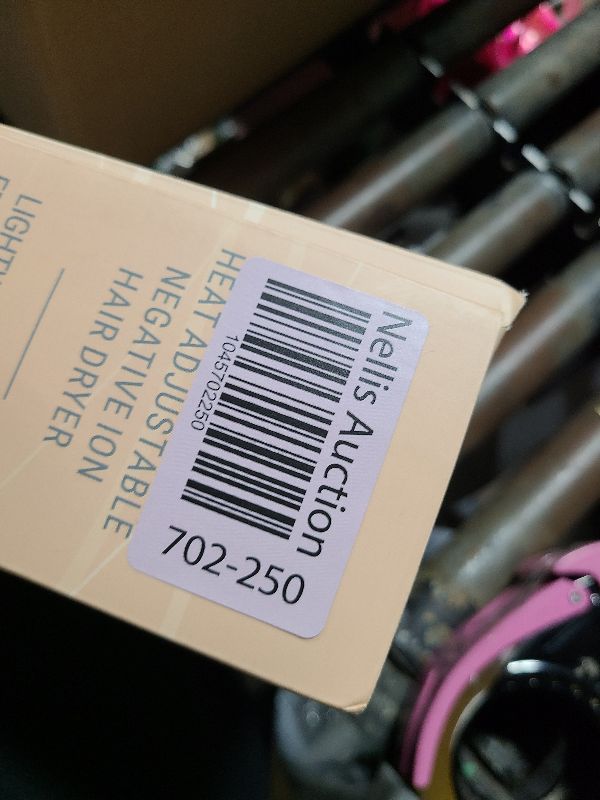 Nellis Auction
1045702250
702-250
HEAT ADJUSTABLE
NEGATIVE ION
HAIR DRYER